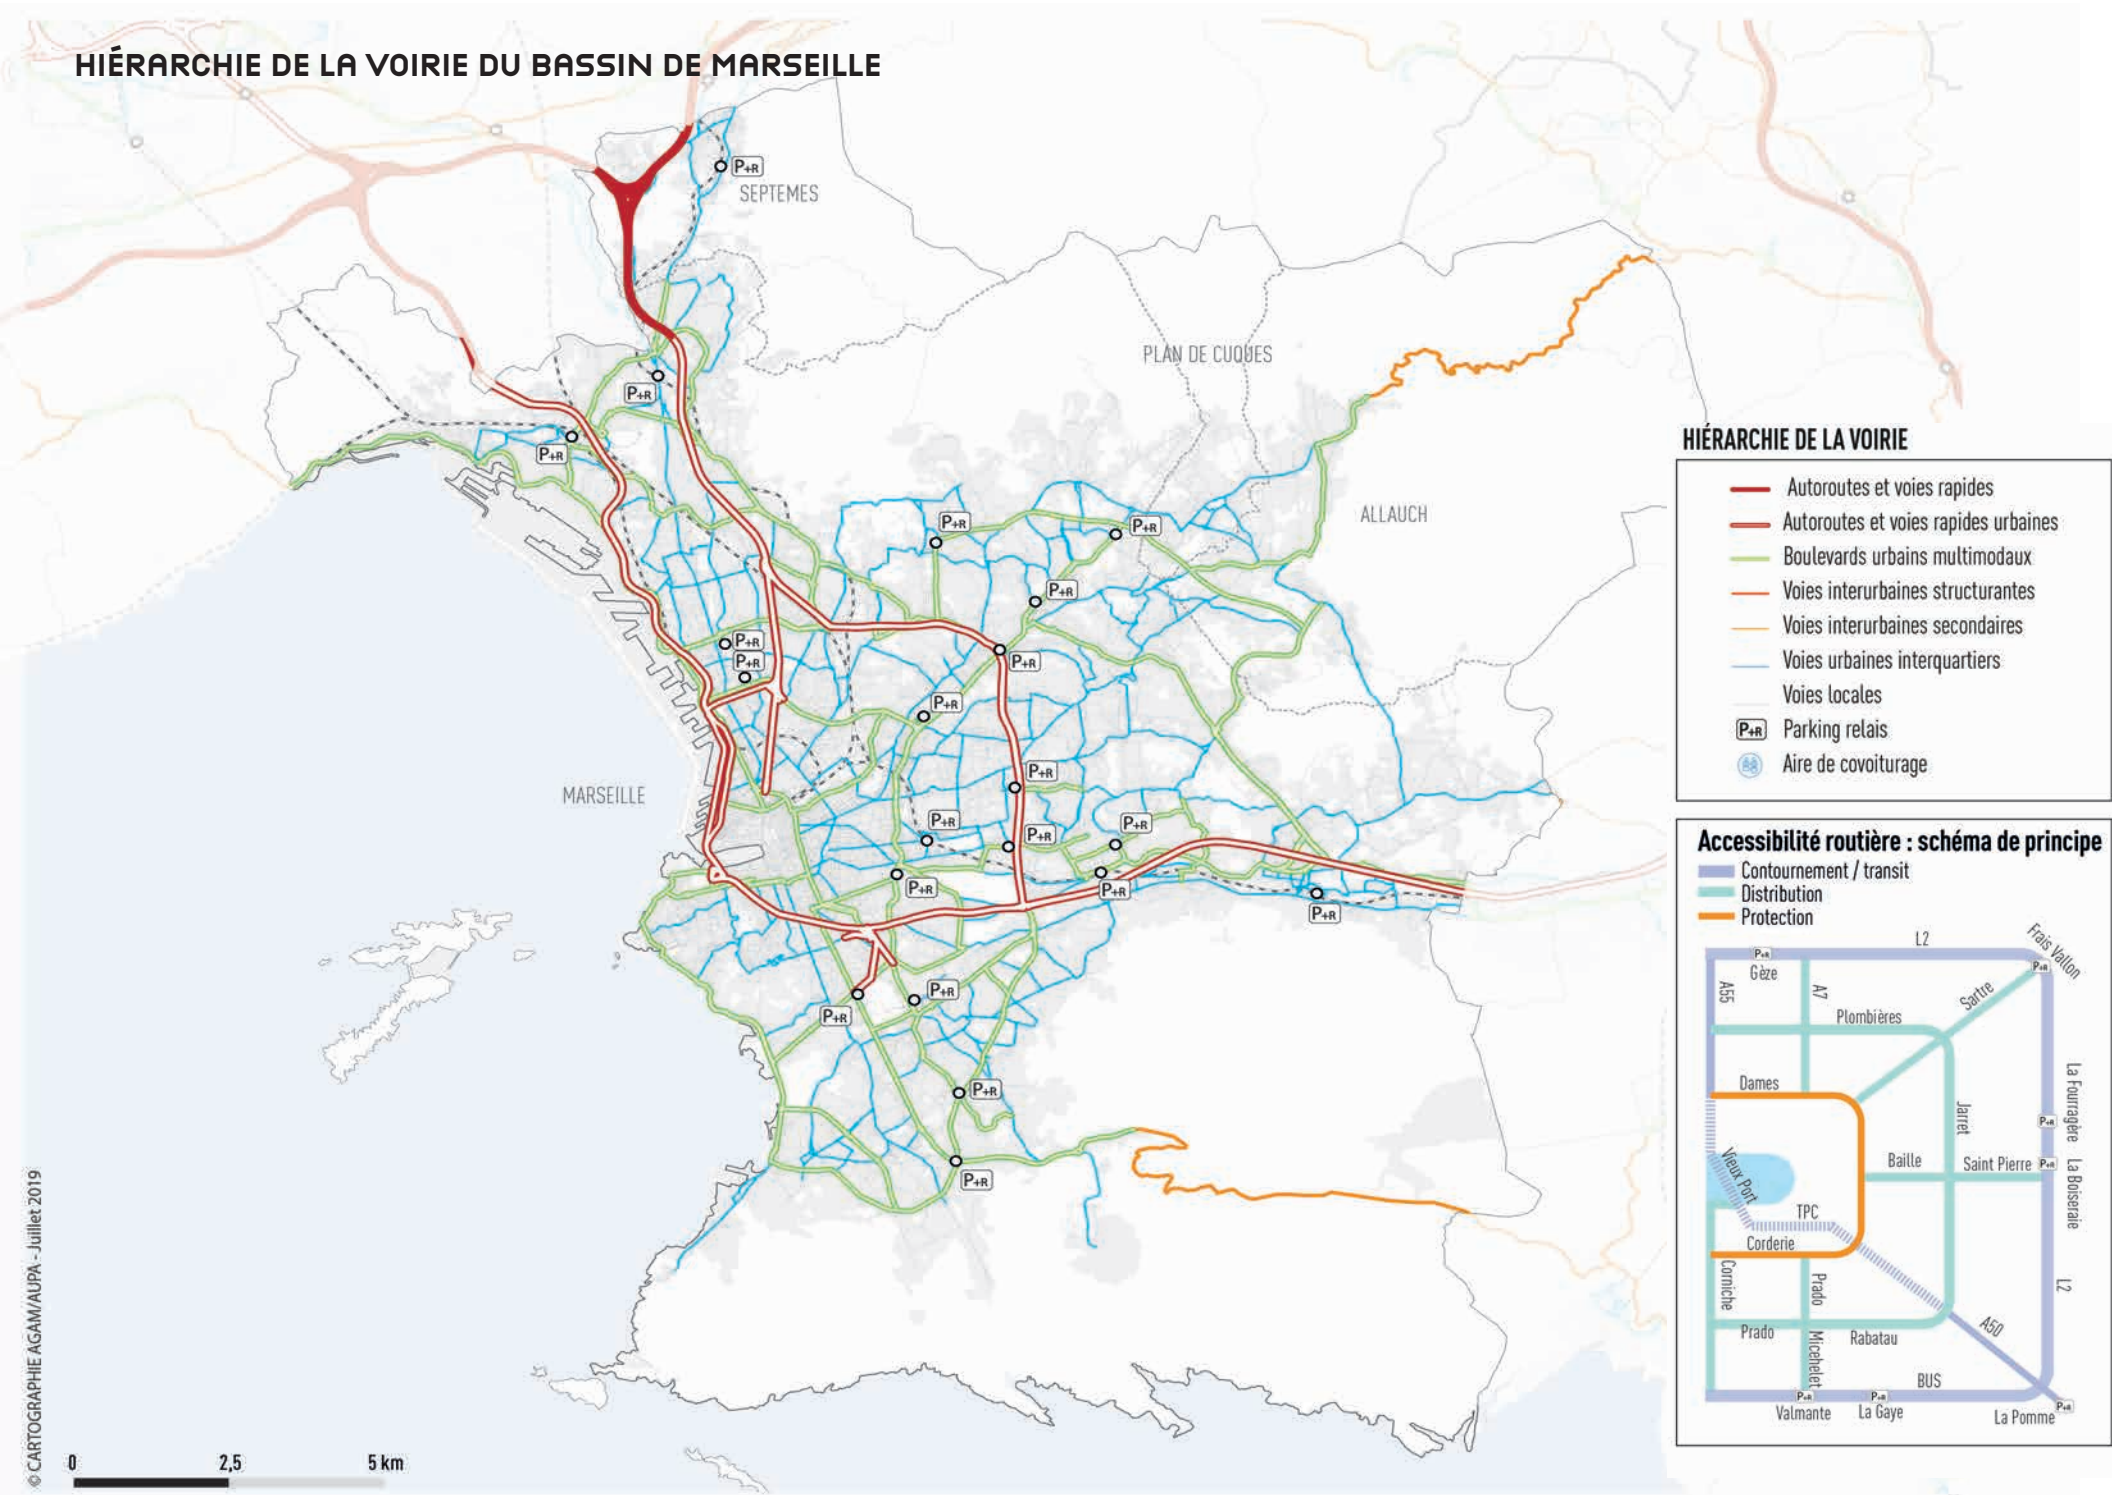 HIÉRARCHIE DE LA VOIRIE DU BASSIN DE MARSEILLE
P+R
SEPTEMES
PLAN DE CUQUES
P+R
P+R
ALLAUCH
P+R
P+R
P+R
P+R
P+R
P+R
P+R
P+R
MARSEILLE
P+R
P+R
P+R
P+R
P+R
P+R
P+R
P+R
P+R
P+R
P+R
HIÉRARCHIE DE LA VOIRIE
Autoroutes et voies rapides
Autoroutes et voies rapides urbaines
Boulevards urbains multimodaux
Voies interurbaines structurantes
Voies interurbaines secondaires
Voies urbaines interquartiers
Voies locales
P+R Parking relais
Aire de covoiturage
Accessibilité routière : schéma de principe
Contournement / transit
Distribution
Protection
L2
Frais Vallon
P+R
P+R
Gèze
A55
A7
Sartre
Plombières
Dames
Jarret
La Fourragère
P+R
Vieux Port
Baille
Saint Pierre
P+R
La Boiseraie
TPC
Corderie
Corniche
Prado
L2
Prado
Micehelet
Rabatau
A50
BUS
P+R
P+R
P+R
Valmante
La Gaye
La Pomme
© CARTOGRAPHIE AGAM/AUPA - Juillet 2019
0
2,5
5 km